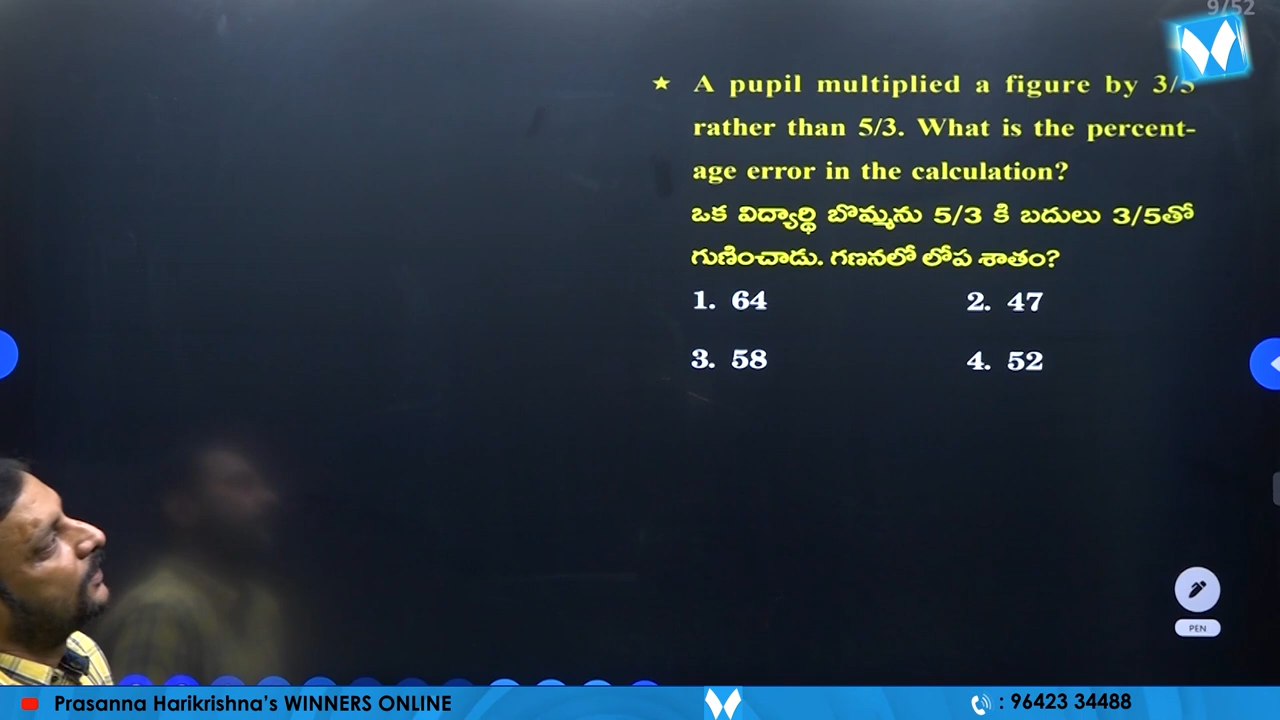 9/52
★ A pupil multiplied a figure by 3/5
rather than 5/3. What is the percent-
age error in the calculation?
ఒక విద్యార్థి బొమ్మను 5/3 కి బదులు 3/5తో
గుణించాడు. గణనలో లోప శాతం?
1. 64 2. 47
3. 58 4. 52
PEN
Prasanna Harikrishna's WINNERS ONLINE
: 96423 34488